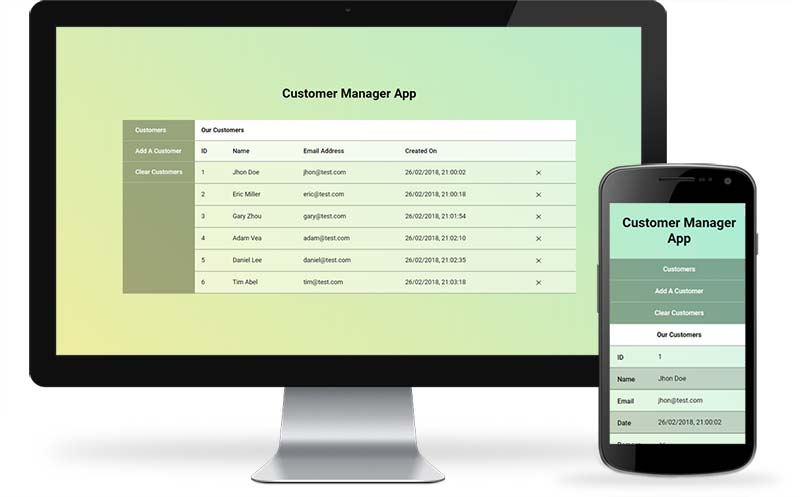 Customer Manager App
Customers
Our Customers
Add A Customer
ID Name Email Address Created On
Clear Customers
1 Jhon Doe jhon@test.com 26/02/2018, 21:00:02 ×
2 Eric Miller eric@test.com 26/02/2018, 21:00:18 ×
3 Gary Zhou gary@test.com 26/02/2018, 21:01:54 ×
4 Adam Vea adam@test.com 26/02/2018, 21:02:10 ×
5 Daniel Lee daniel@test.com 26/02/2018, 21:02:35 ×
6 Tim Abel tim@test.com 26/02/2018, 21:03:18 ×
Customer Manager
App
Customers
Add A Customer
Clear Customers
Our Customers
ID 1
Name Jhon Doe
Email jhon@test.com
Date 26/02/2018, 21:00:02